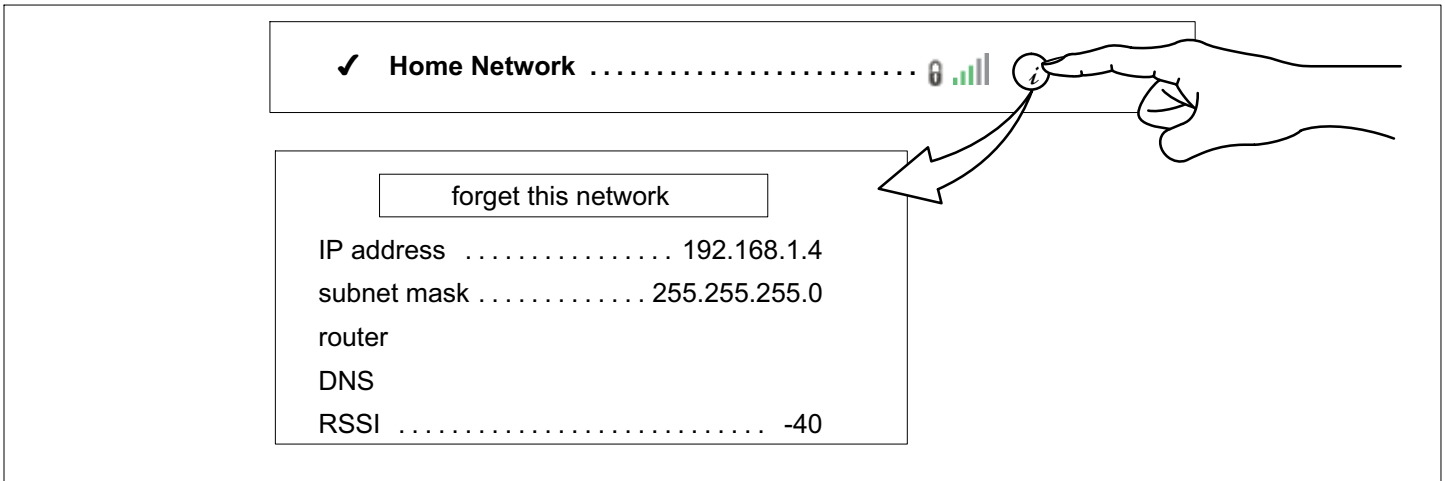 ✓ Home Network ......................... i
forget this network
IP address ................ 192.168.1.4
subnet mask ............. 255.255.255.0
router
DNS
RSSI ............................ -40